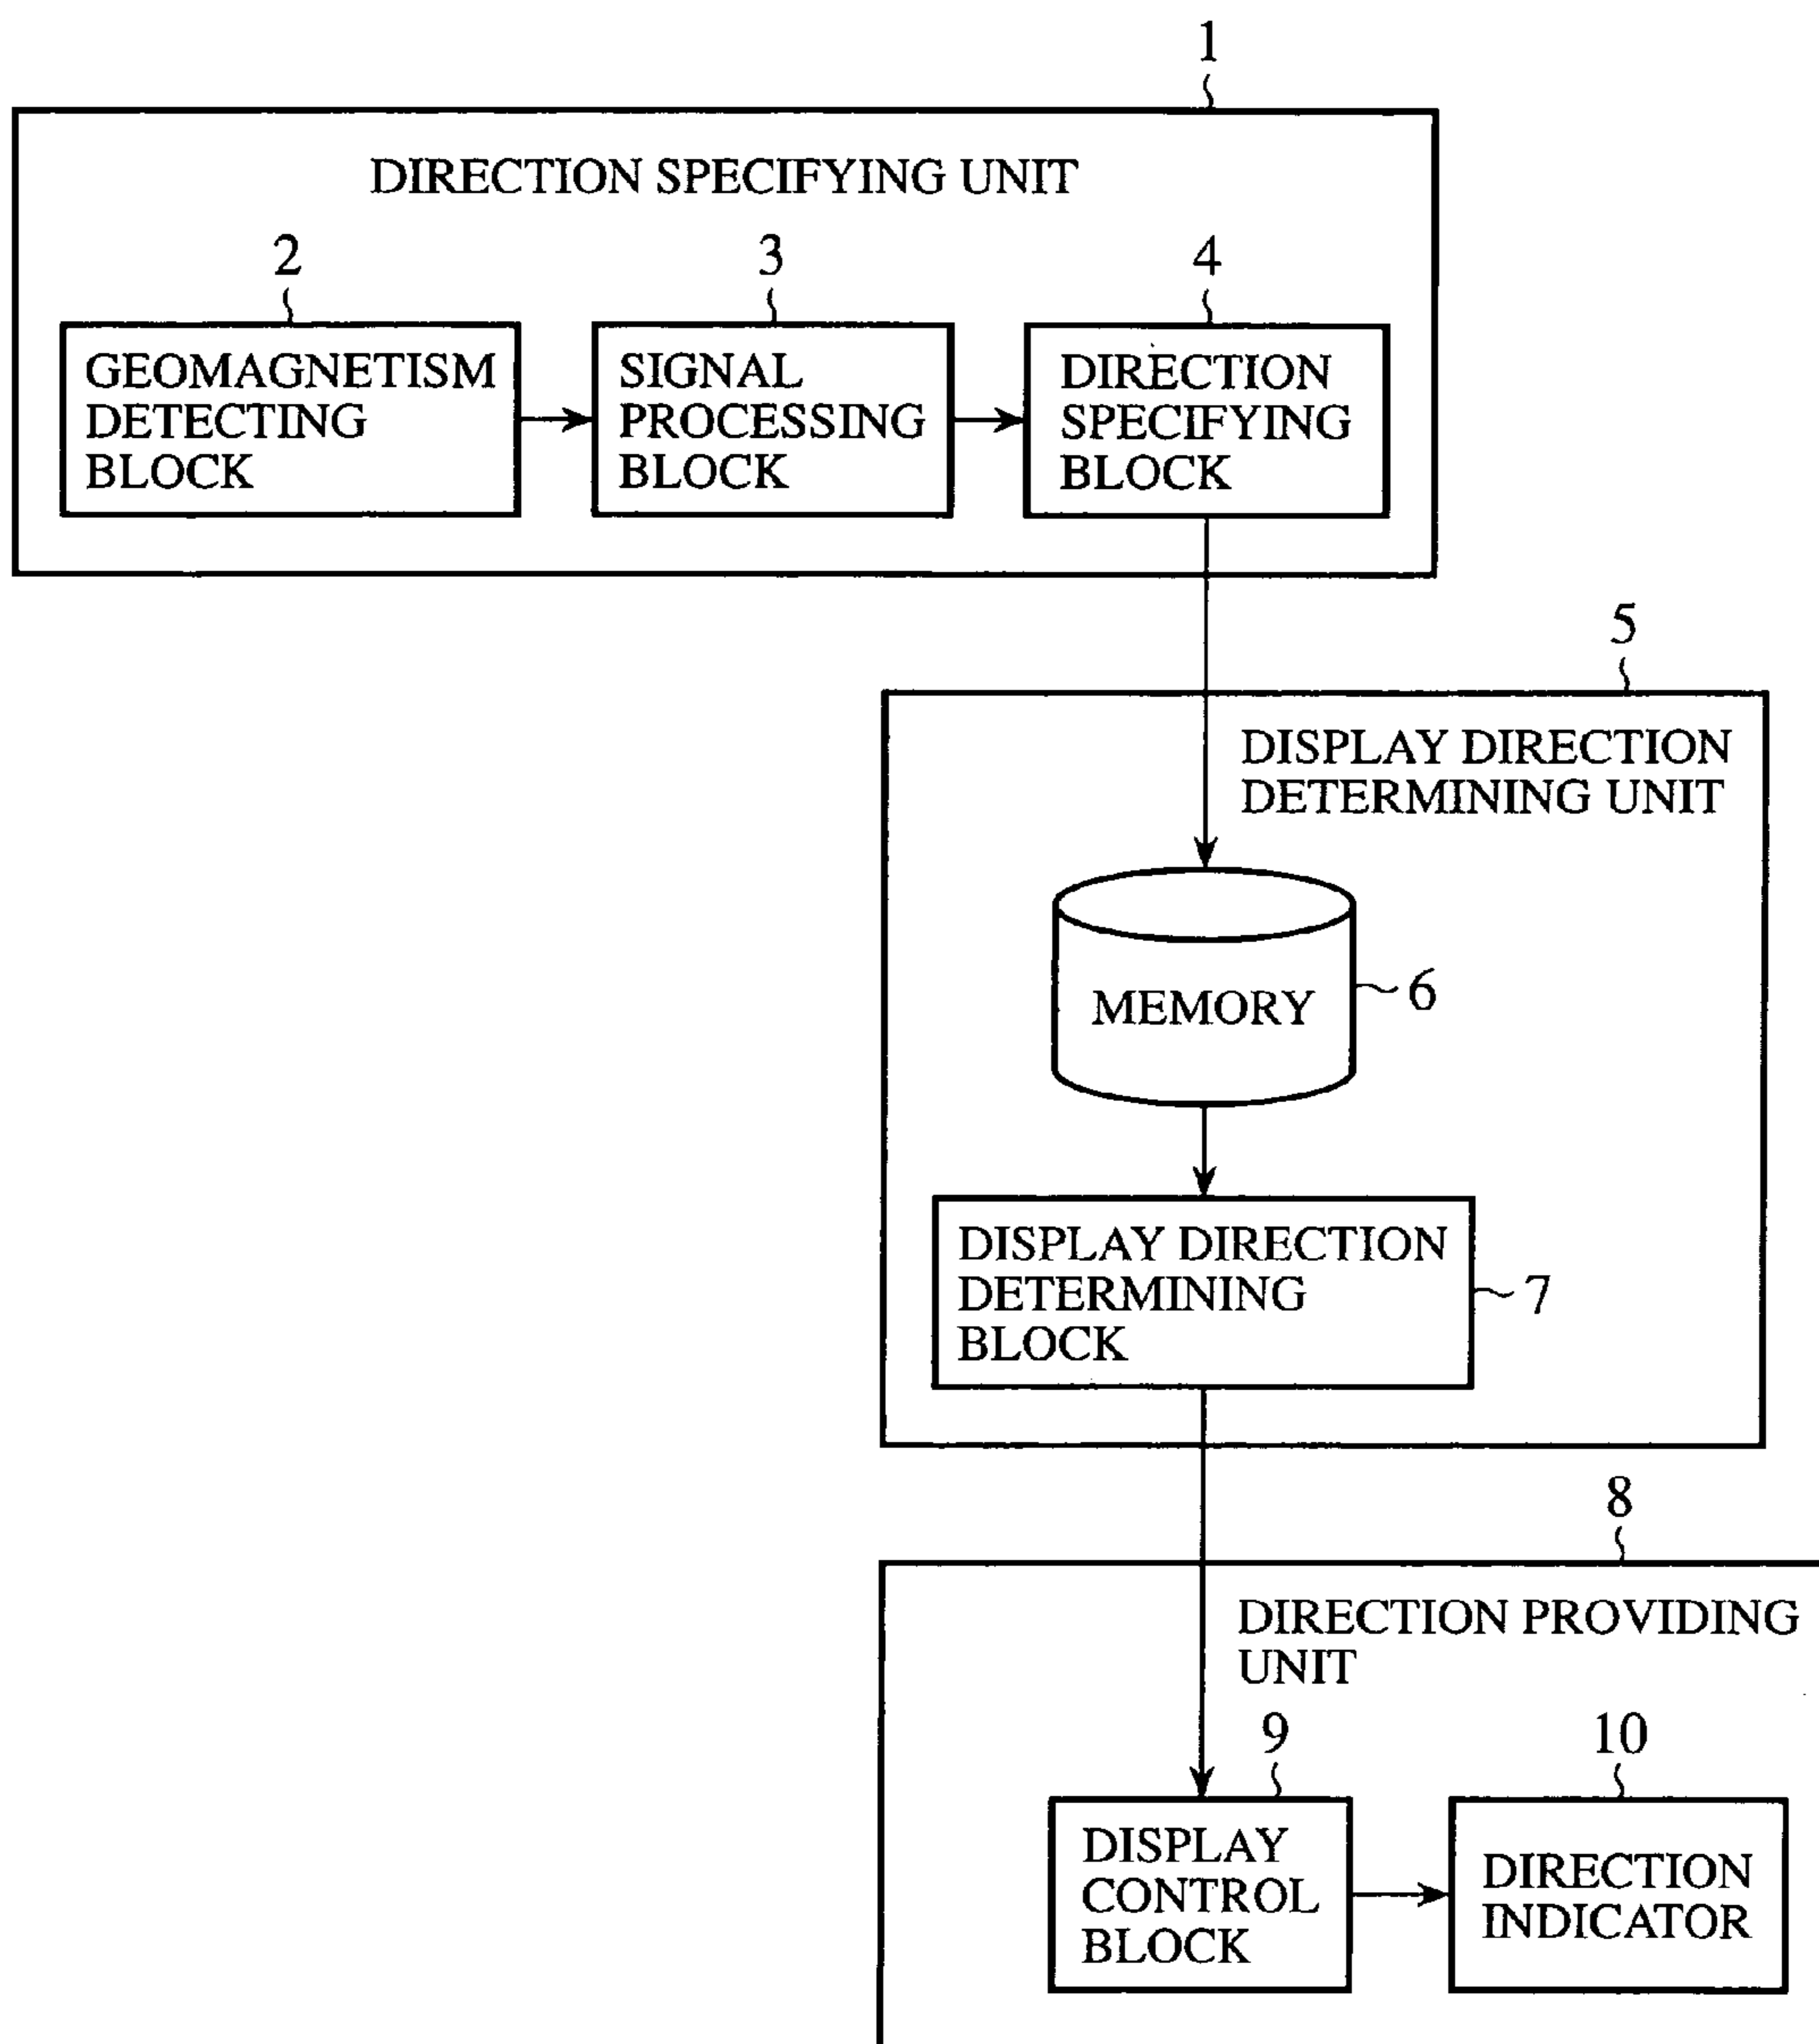 1
DIRECTION SPECIFYING UNIT
2
3
4
GEOMAGNETISM
DETECTING
BLOCK
SIGNAL
PROCESSING
BLOCK
DIRECTION
SPECIFYING
BLOCK
5
DISPLAY DIRECTION
DETERMINING UNIT
MEMORY
6
DISPLAY DIRECTION
DETERMINING
BLOCK
7
8
DIRECTION PROVIDING
UNIT
9
10
DISPLAY
CONTROL
BLOCK
DIRECTION
INDICATOR